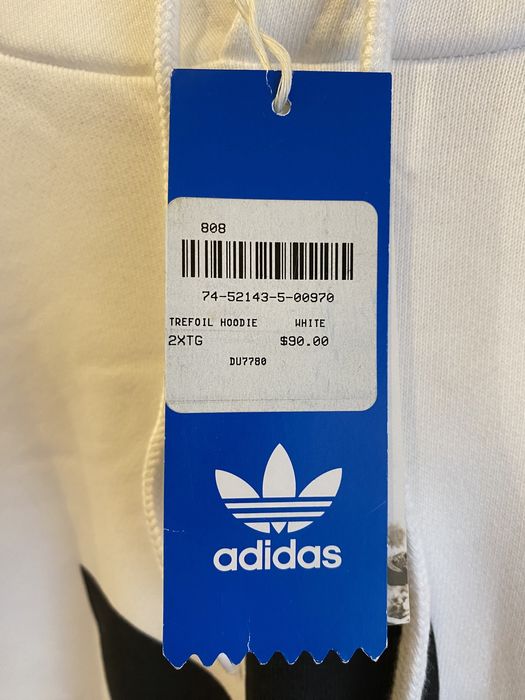 808
74-52143-5-00970
TREFOIL HOODIE WHITE
2XTG $90.00
DU7780
adidas